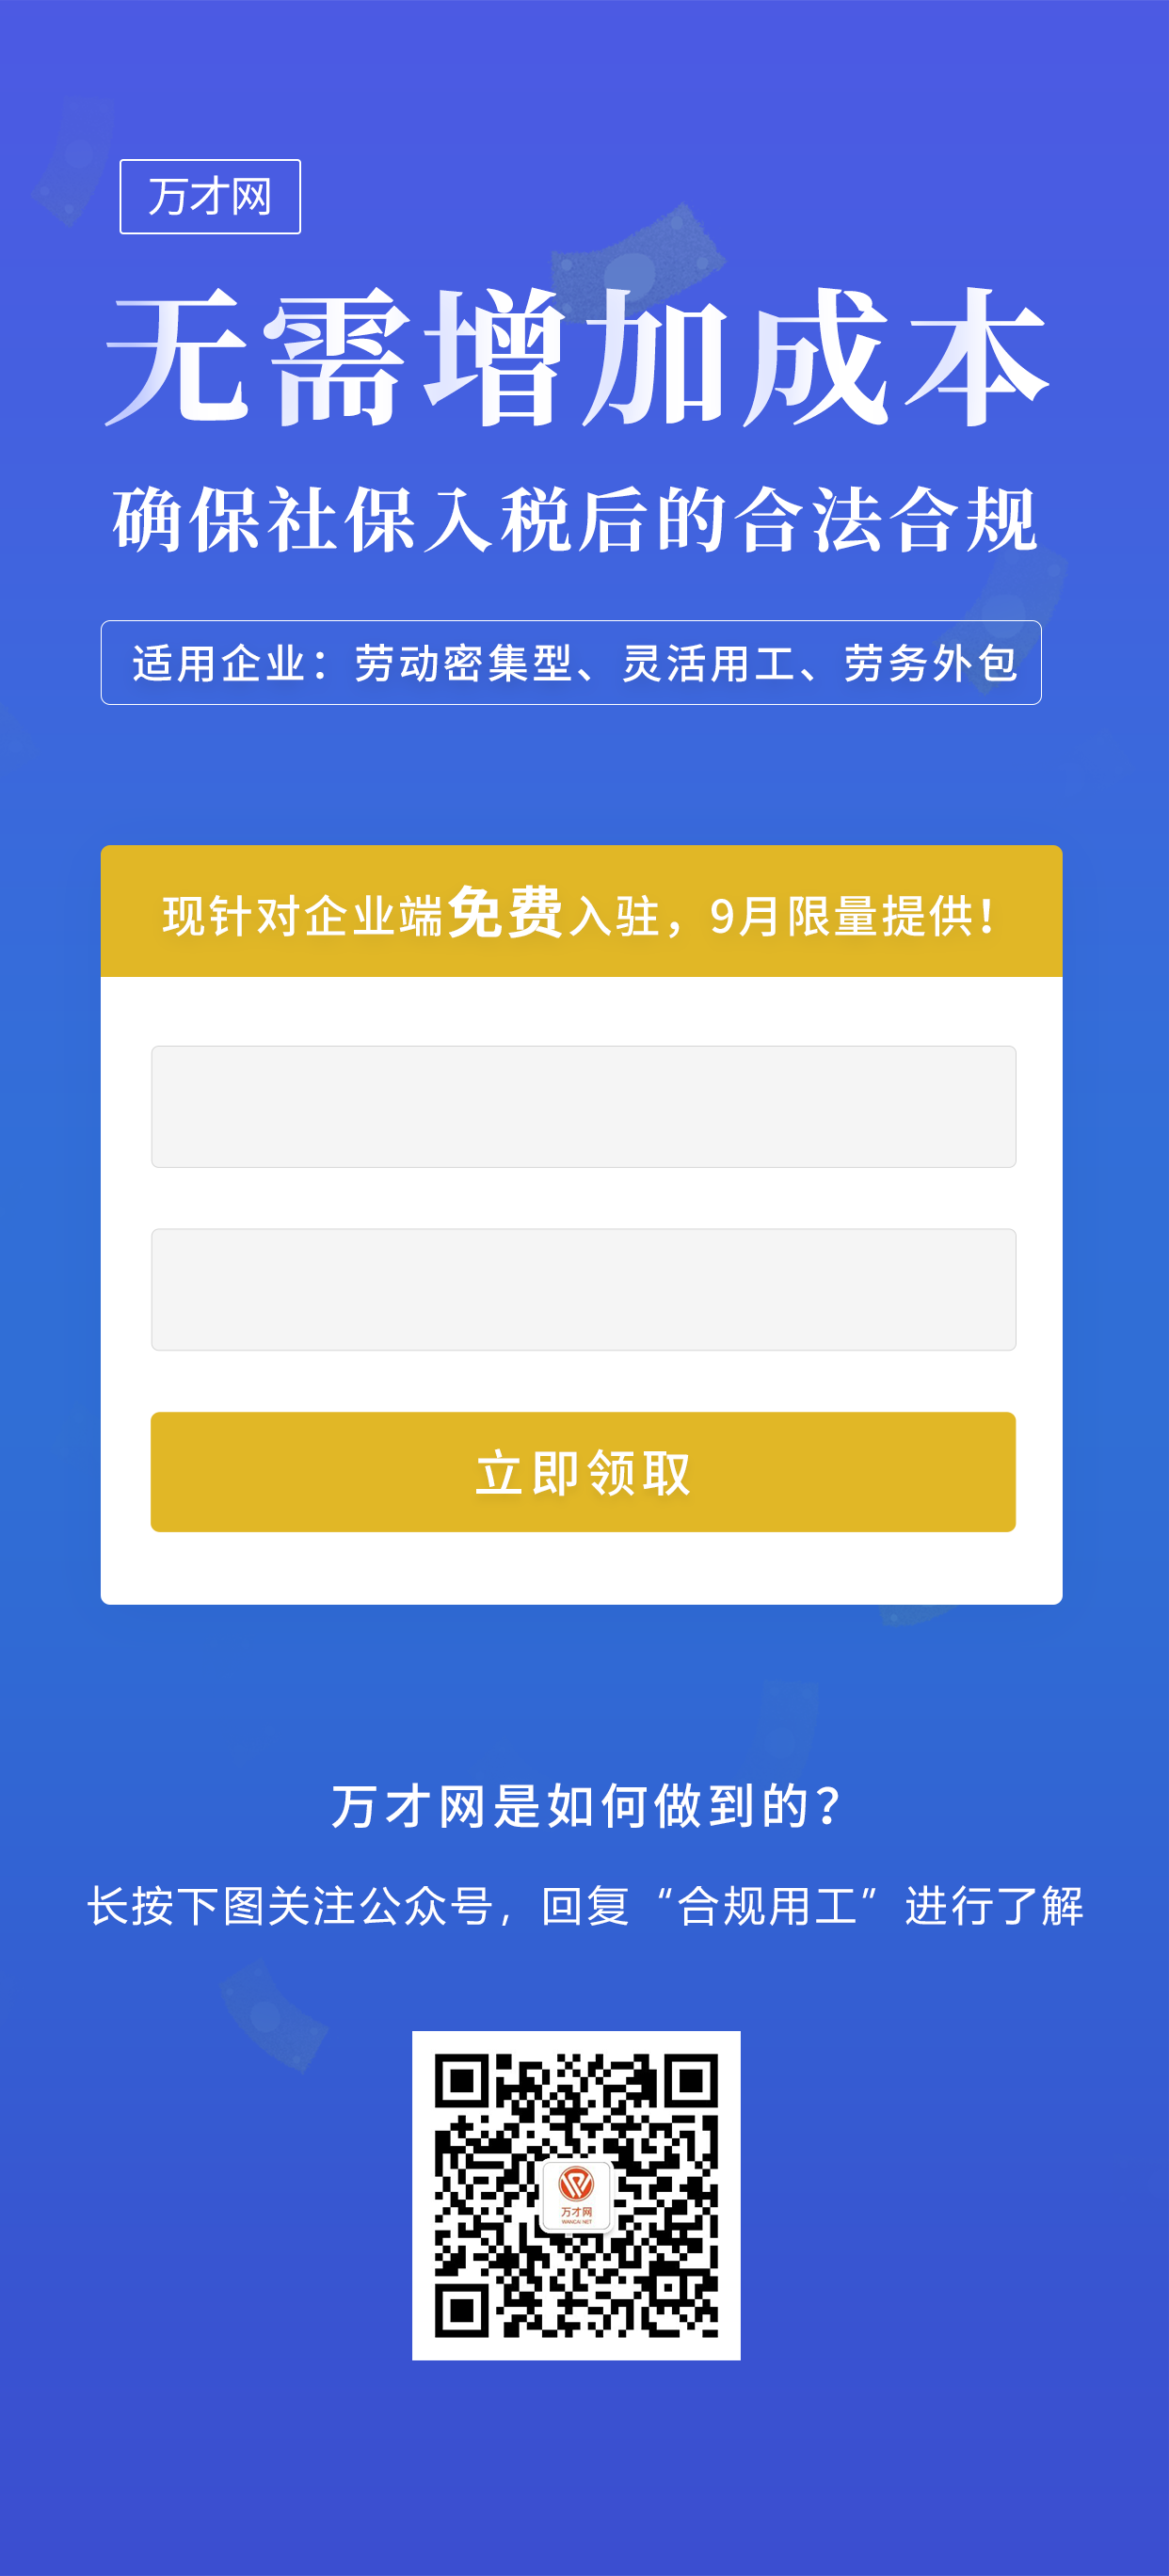 万才网
无需增加成本
确保社保入税后的合法合规
适用企业：劳动密集型、灵活用工、劳务外包
现针对企业端免费入驻，9月限量提供！
立即领取
万才网是如何做到的？
长按下图关注公众号，回复“合规用工”进行了解
万才网
WANCAI.NET